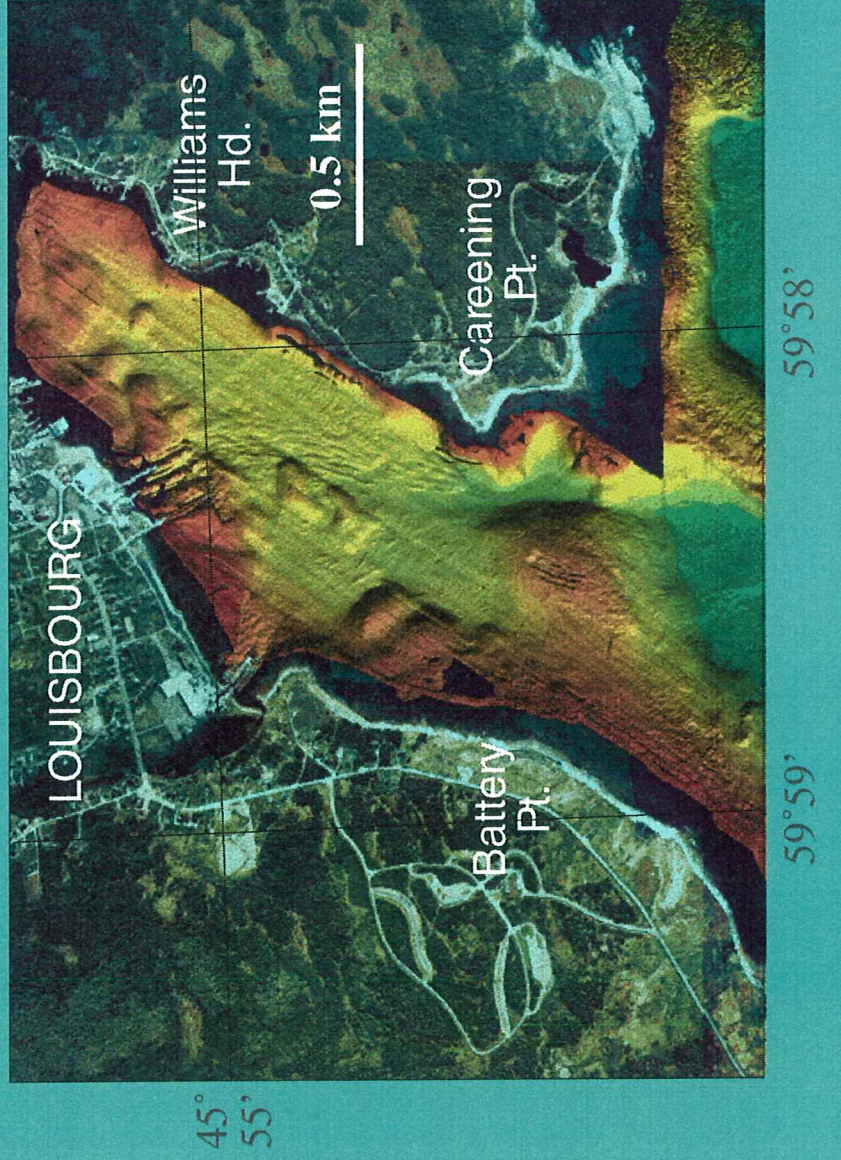 LOUISBOURG
Williams
Hd.
0.5 km
Careening
Pt.
Battery
Pt.
45°
55'
59°59'
59°58'